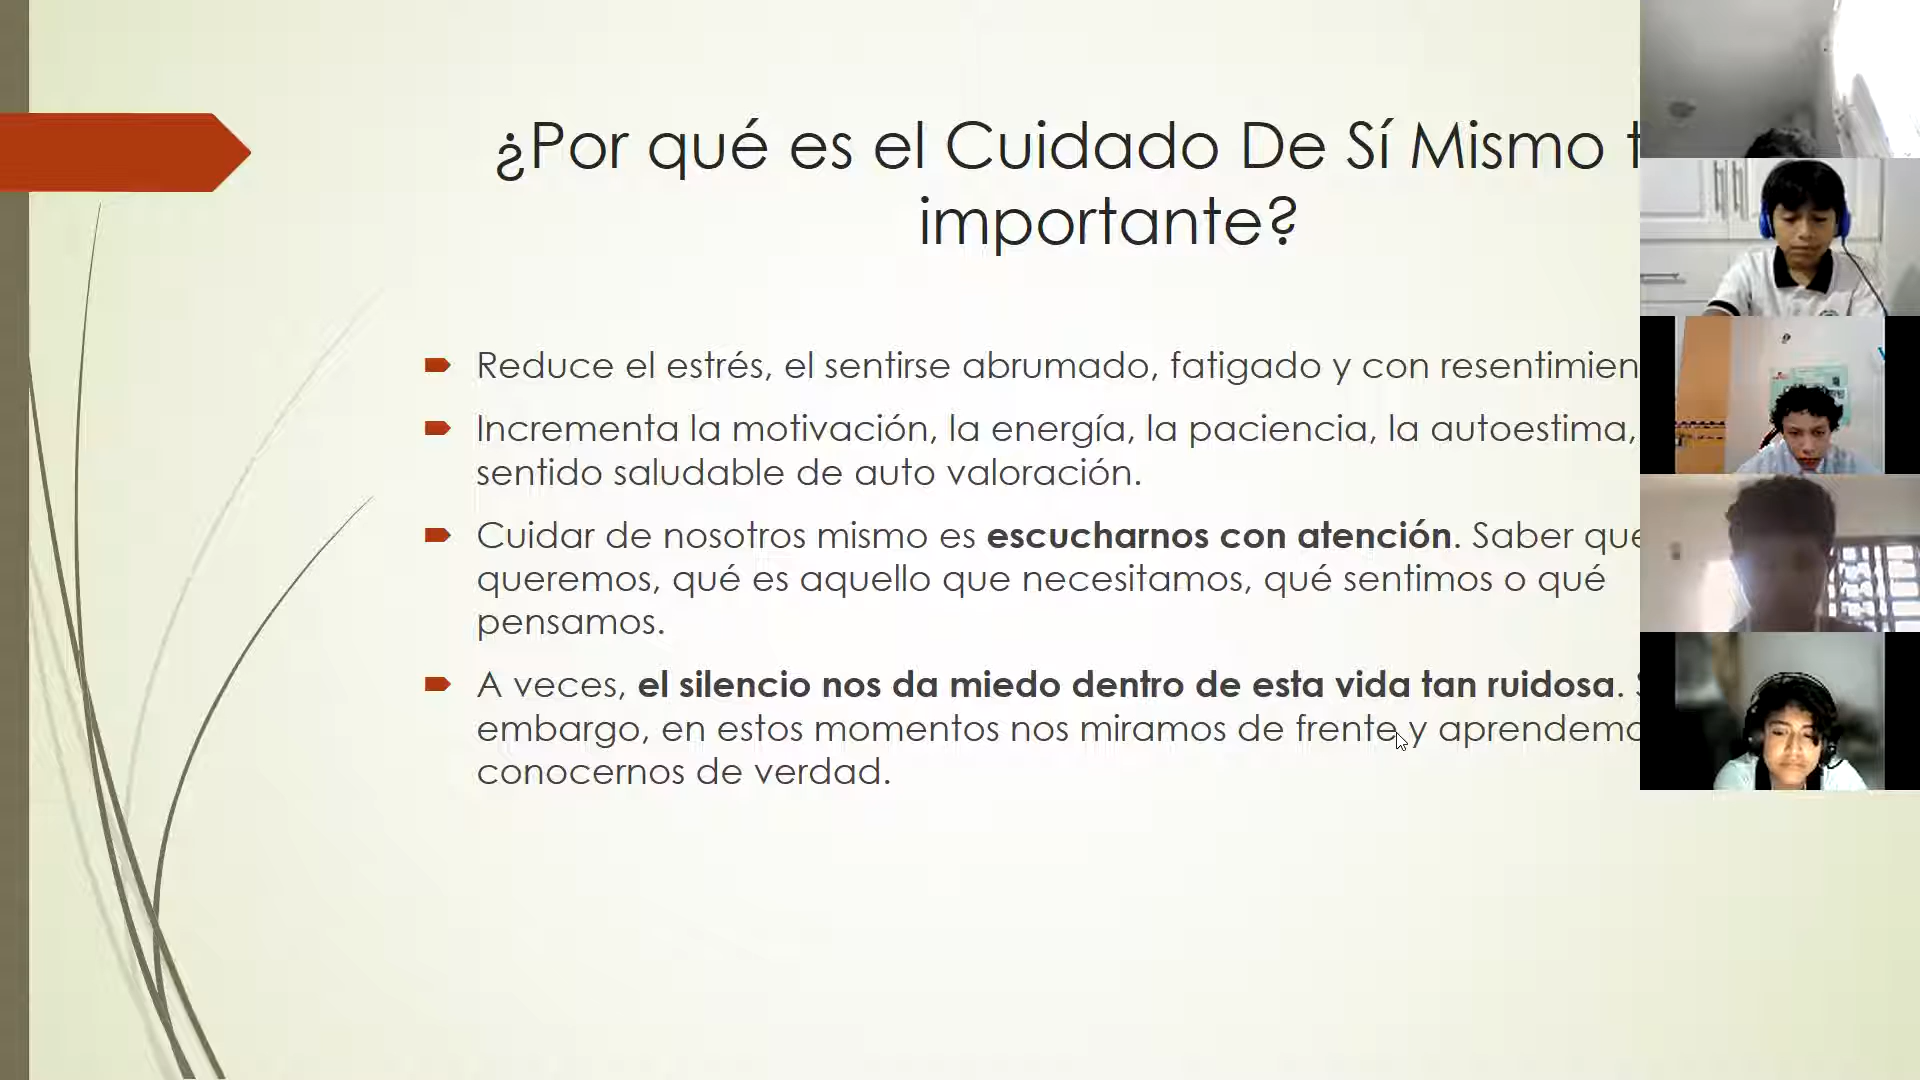 ¿Por qué es el Cuidado De Sí Mismo
importante?
Reduce el estrés, el sentirse abrumado, fatigado y con
Incrementa la motivación, la energía, la paciencia, la autoestima,
sentido saludable de auto valoración.
Cuidar de nosotros mismo es escucharnos con atención. Saber que
queremos, qué es aquello que necesitamos, qué sentimos o qué
pensamos.
A veces, el silencio nos da miedo dentro de esta vida tan ruidosa.
embargo, en estos momentos nos miramos de frente y
conocernos de verdad.